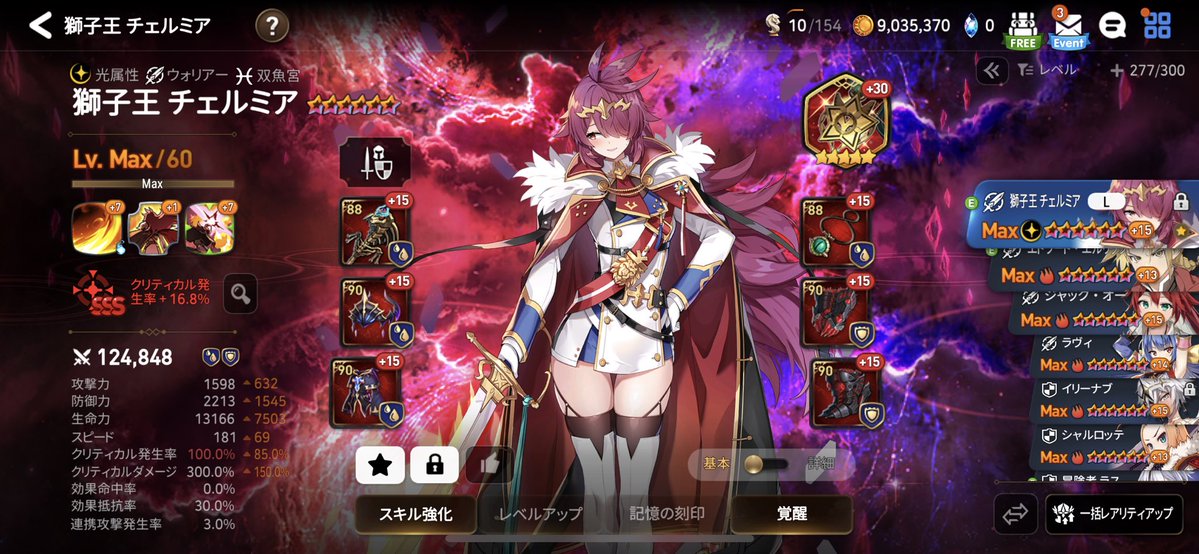 獅子王 チェルミア
?
10/154
9,035,370
0
FREE
3
Event
光属性 ウォリアー 双魚宮
獅子王 チェルミア
レベル
277/300
Lv. Max/60
Max
+7
+1
+7
SSS
クリティカル発
生率 + 16.8%
124,848
攻撃力 1598 632
防御力 2213 1545
生命力 13166 7503
スピード 181 69
クリティカル発生率 100.0% 85.0%
クリティカルダメージ 300.0% 150.0%
効果命中率 0.0%
効果抵抗率 30.0%
連携攻撃発生率 3.0%
88 +15
90 +15
90 +15
+30
88 +15
90 +15
90 +15
基本
詳細
スキル強化
レベルアップ
記憶の刻印
覚醒
E 獅子王 チェルミア L
Max +15
E
Max +13
Max +15
ラヴィ
Max +14
イリーナブ
Max +15
シャルロッテ
Max +13
一括レアリティアップ